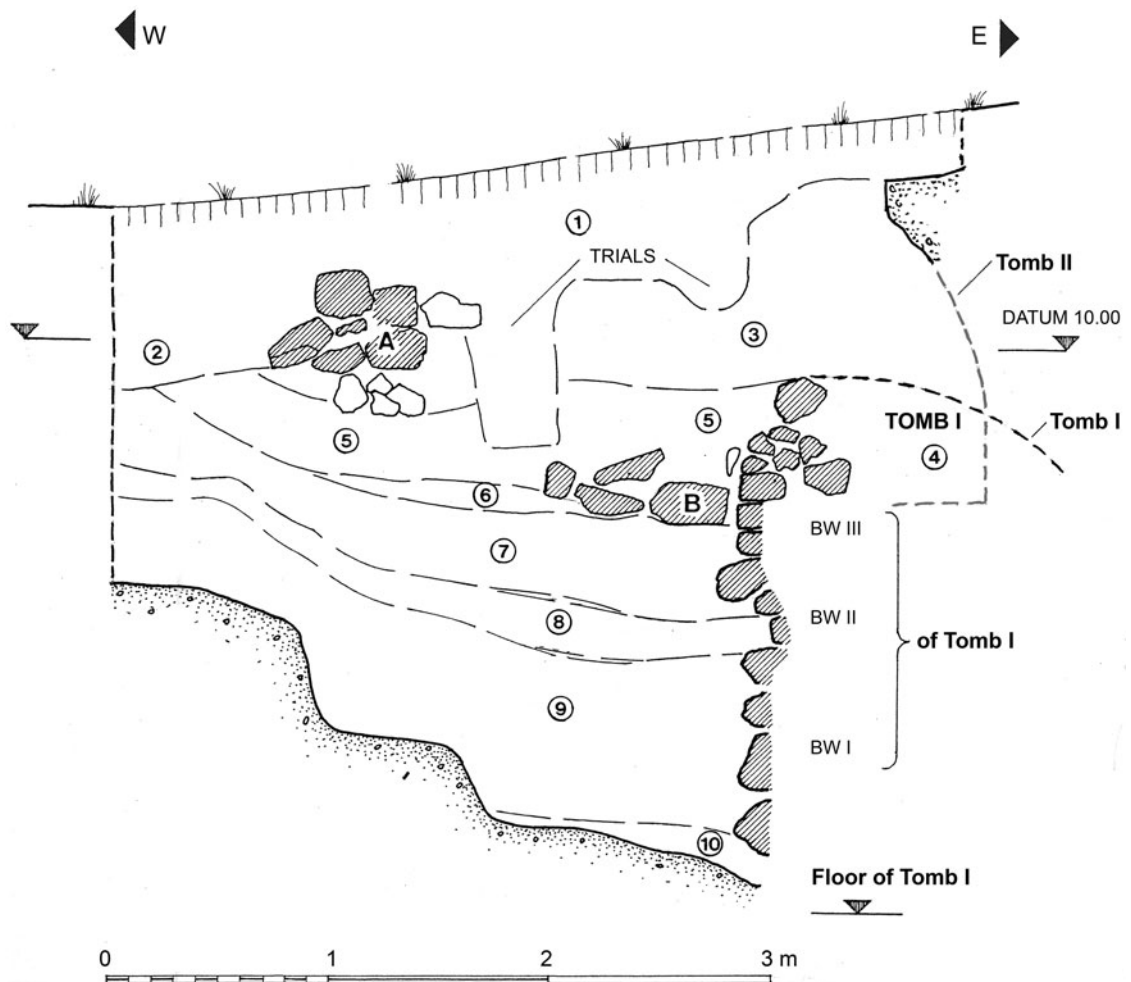 W
E
①
TRIALS
Tomb II
DATUM 10.00
A
②
③
TOMB I
Tomb I
⑤
⑤
④
⑥
B
BW III
⑦
⑧
BW II
of Tomb I
⑨
BW I
⑩
Floor of Tomb I
0 1 2 3 m